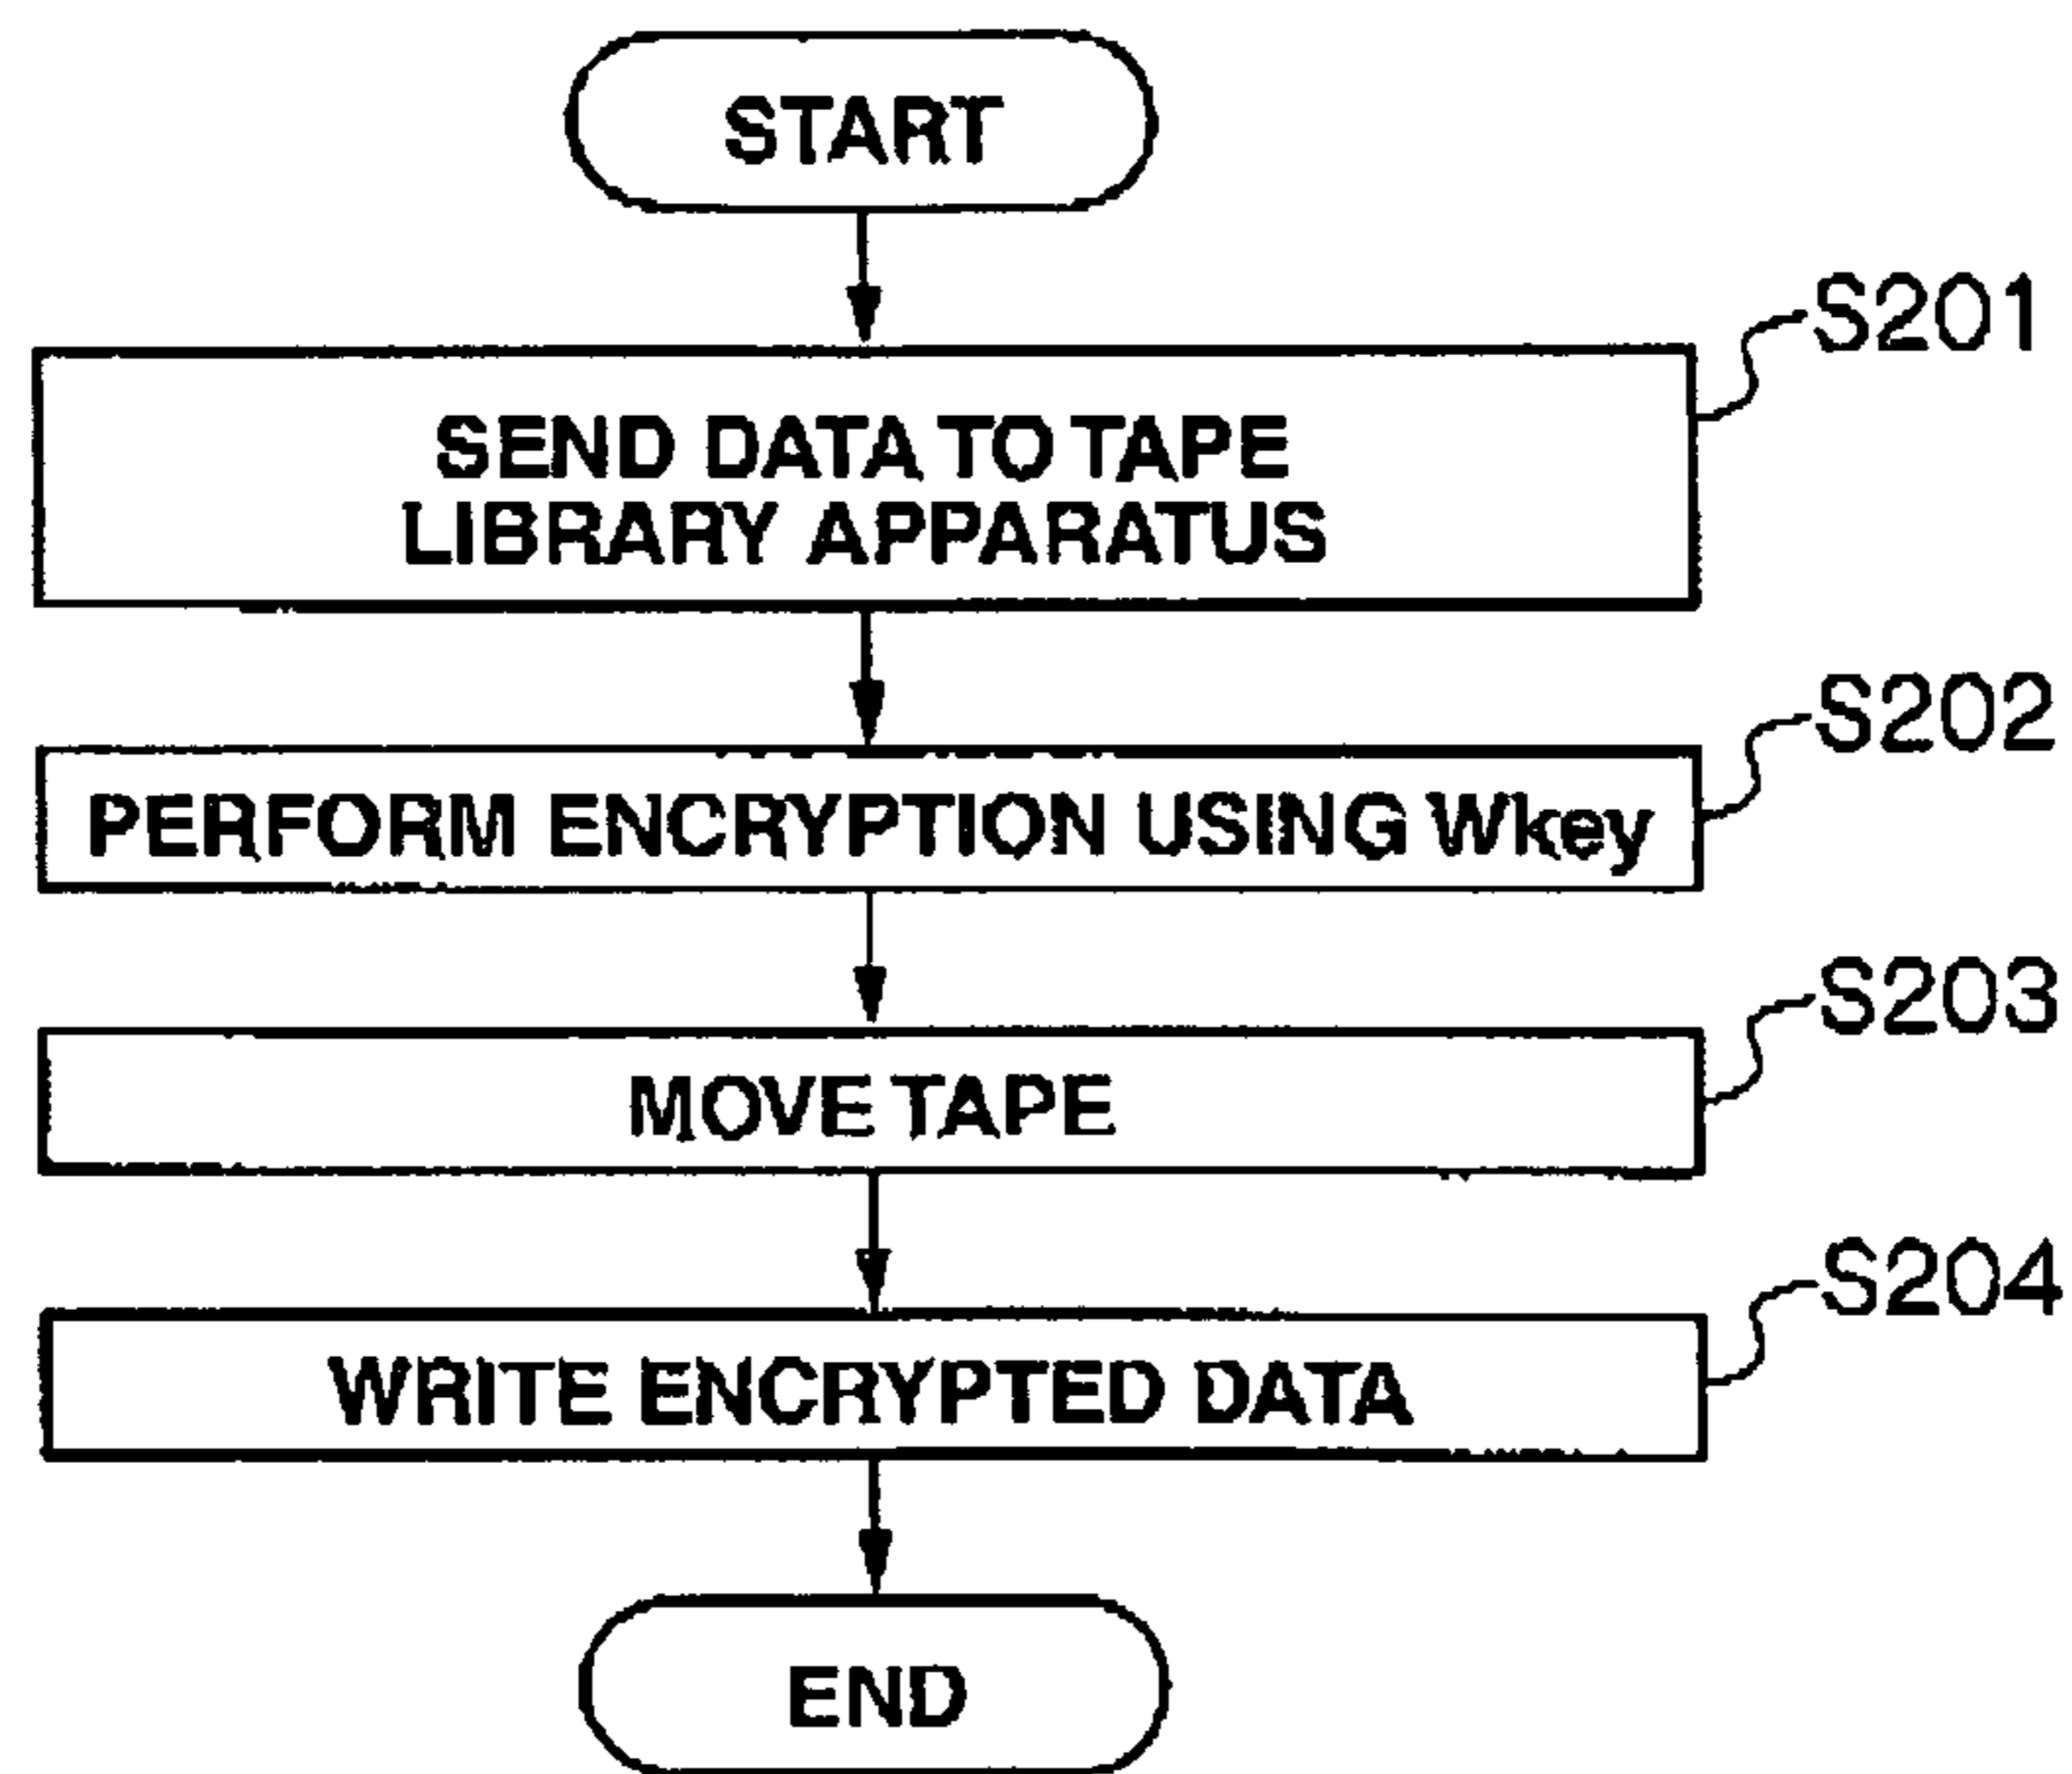 START
S201
SEND DATA TO TAPE
LIBRARY APPARATUS
S202
PERFORM ENCRYPTION USING Wkey
S203
MOVE TAPE
S204
WRITE ENCRYPTED DATA
END